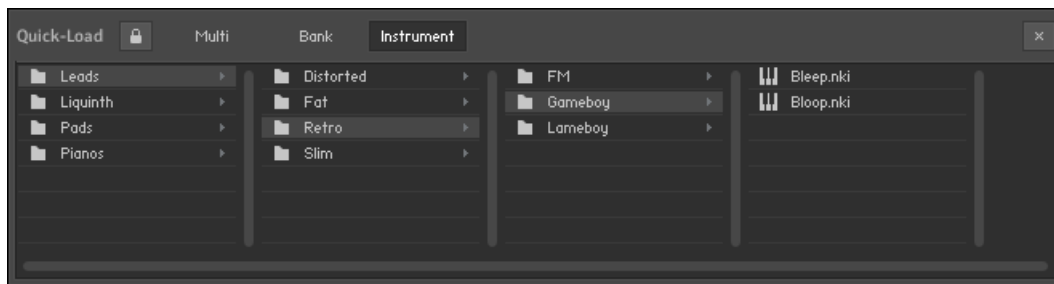 Quick-Load Multi Bank Instrument ×
Leads Distorted FM Bleep.nki
Liquinth Fat Gameboy Bloop.nki
Pads Retro Lameboy
Pianos Slim